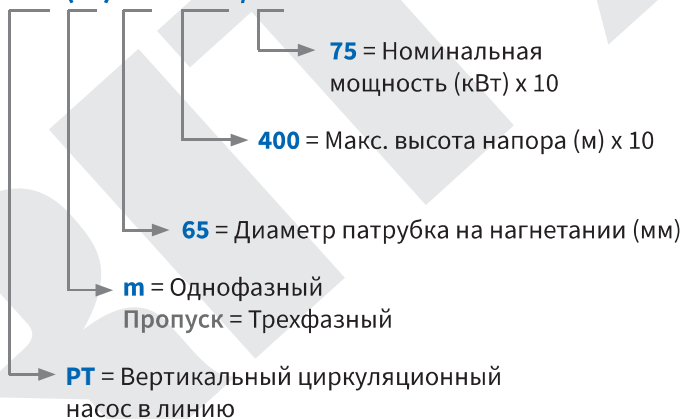 75 = Номинальная
мощность (кВт) x 10
400 = Макс. высота напора (м) x 10
65 = Диаметр патрубка на нагнетании (мм)
m = Однофазный
Пропуск = Трехфазный
PT = Вертикальный циркуляционный
насос в линию